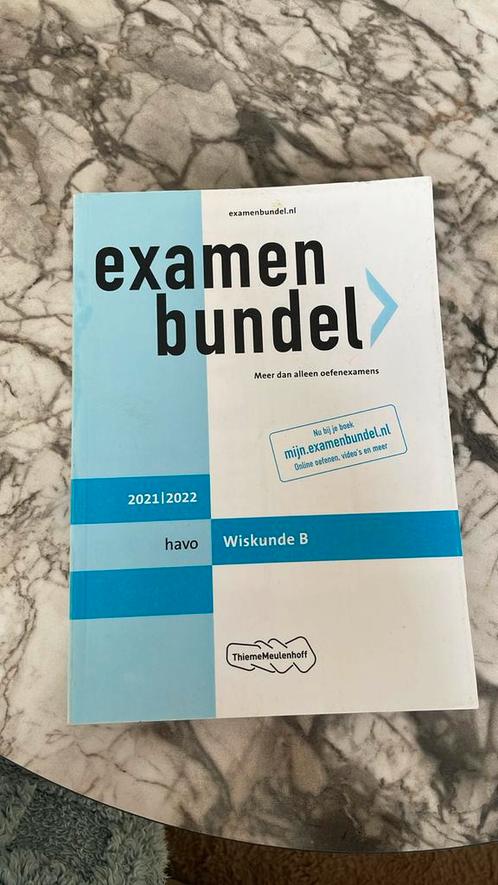 examenbundel.nl
examen
bundel
Meer dan alleen oefenexamens
Nu bij je boek
mijn.examenbundel.nl
Online oefenen, video's en meer
2021|2022
havo
Wiskunde B
ThiemeMeulenhoff